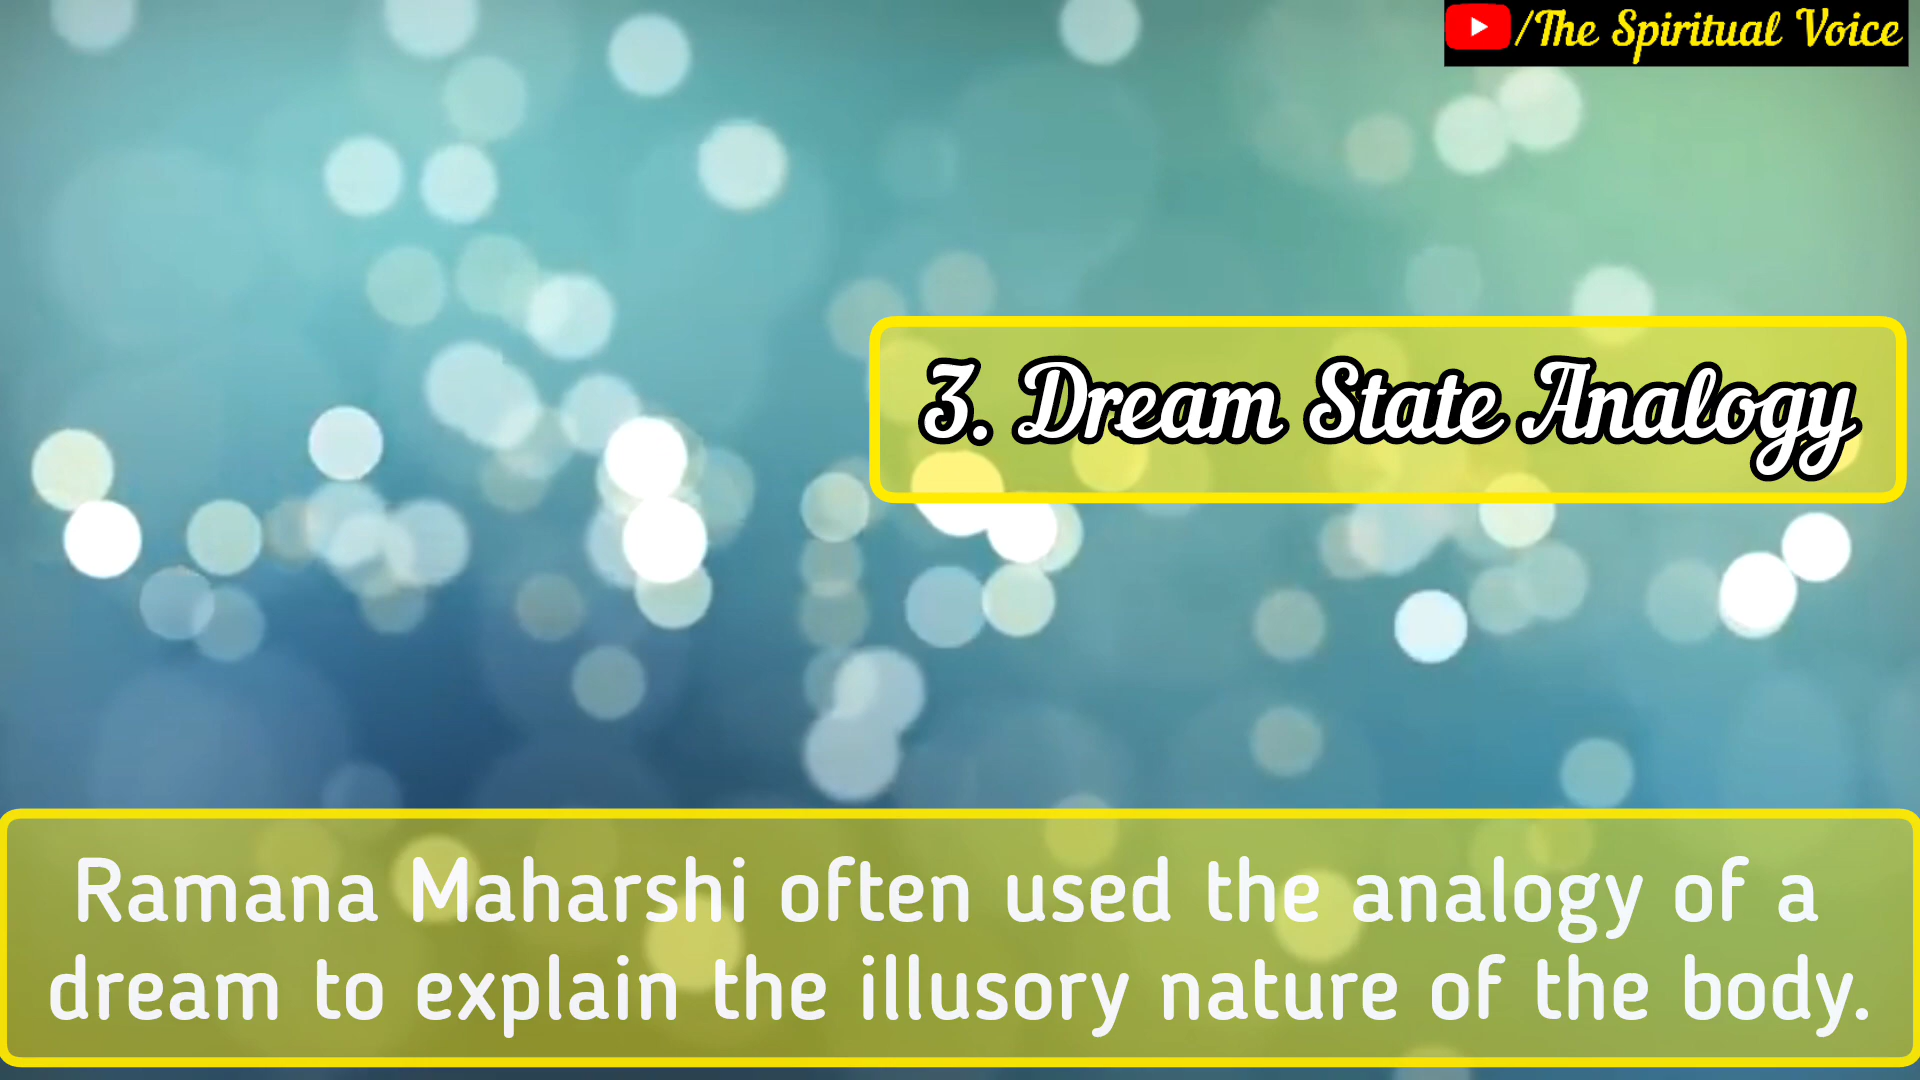 /The Spiritual Voice
3. Dream State Analogy
Ramana Maharshi often used the analogy of a
dream to explain the illusory nature of the body.